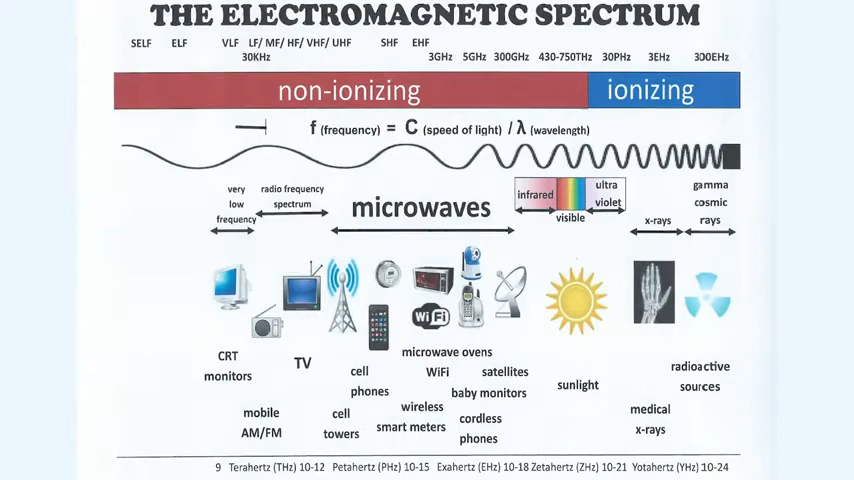 THE ELECTROMAGNETIC SPECTRUM
SELF ELF VLF LF/ MF/ HF/ VHF/ UHF SHF EHF
30KHz 3GHz 5GHz 300GHz 430-750THz 30PHz 3EHz 300EHz
non-ionizing ionizing
f (frequency) = C (speed of light) / λ (wavelength)
very
low
frequency
radio frequency
spectrum
microwaves
infrared
visible
ultra
violet
x-rays
gamma
cosmic
rays
WiFi
CRT
monitors
mobile
AM/FM
TV
cell
phones
cell
towers
microwave ovens
WiFi
wireless
smart meters
satellites
baby monitors
cordless
phones
sunlight
medical
x-rays
radioactive
sources
9 Terahertz (THz) 10-12 Petahertz (PHz) 10-15 Exahertz (EHz) 10-18 Zetahertz (ZHz) 10-21 Yotahertz (YHz) 10-24